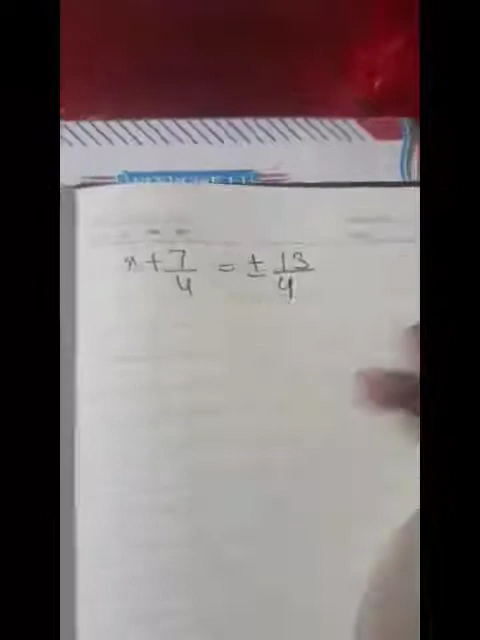 x + 7/4 = ± 13/4